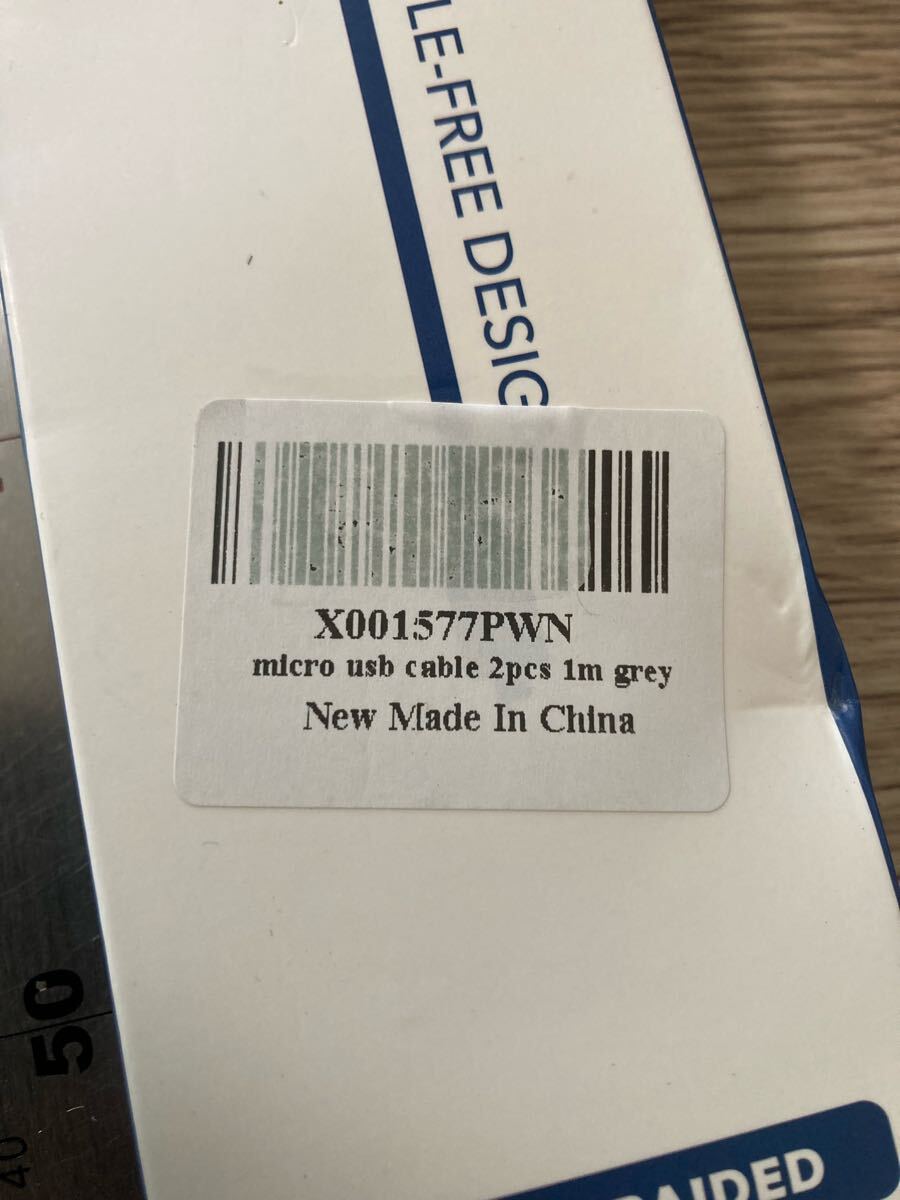 LE-FREE DESIG
X001577PWN
micro usb cable 2pcs 1m grey
New Made In China
50
40
RAIDED